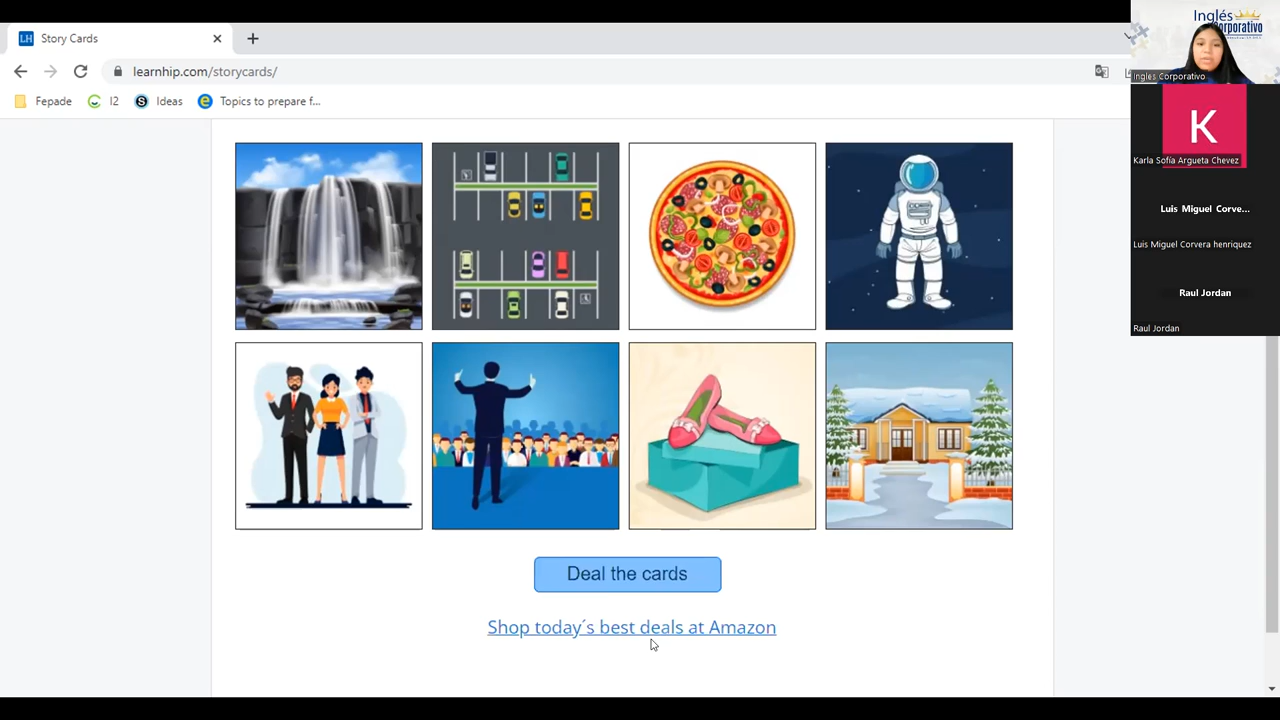 LH Story Cards
learnhip.com/storycards/
Fepade I2 Ideas Topics to prepare f...
Deal the cards
Shop today´s best deals at Amazon
Inglés
Corporativo
Ingles Corporativo
K
Karla Sofía Argueta Chevez
Luis Miguel Corve...
Luis Miguel Corvera henriquez
Raul Jordan
Raul Jordan